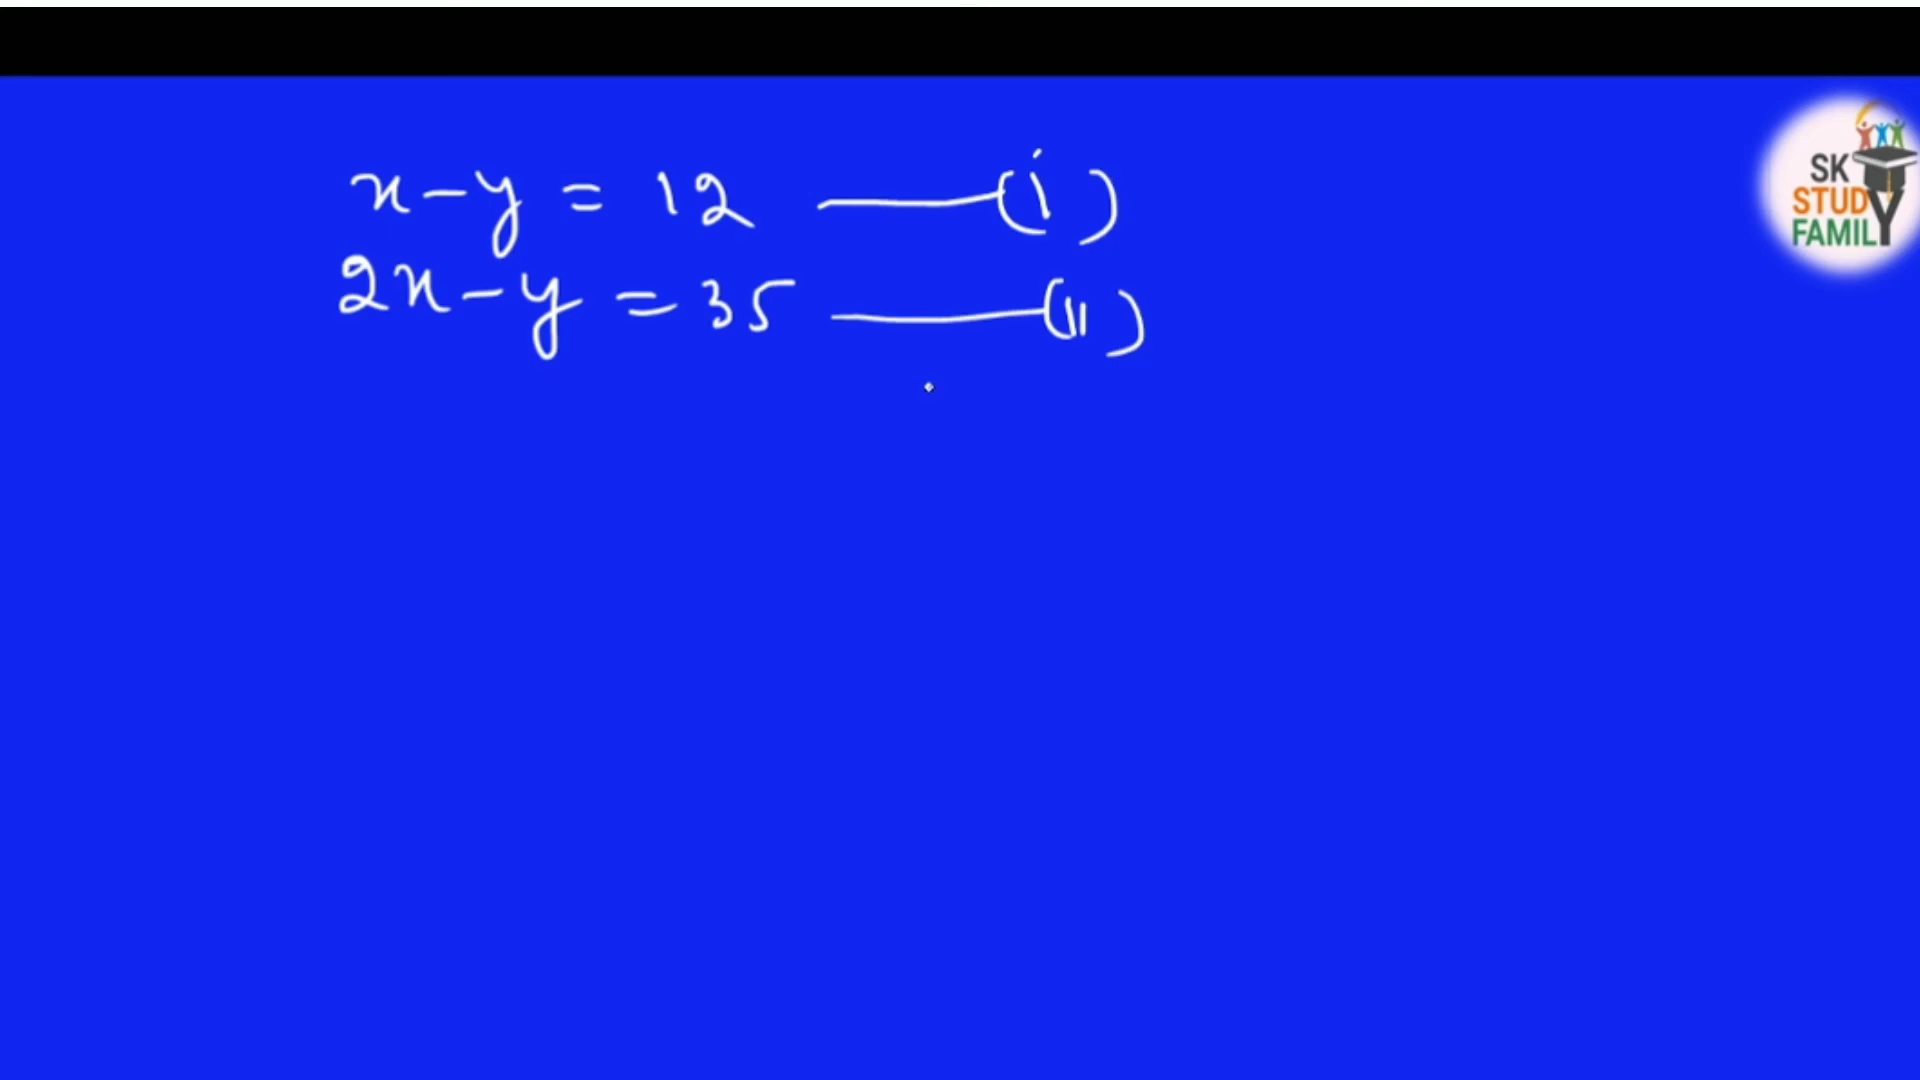 x-y = 12 ——(i)
2x-y = 35 ——(ii)
SK
STUDY
FAMILY